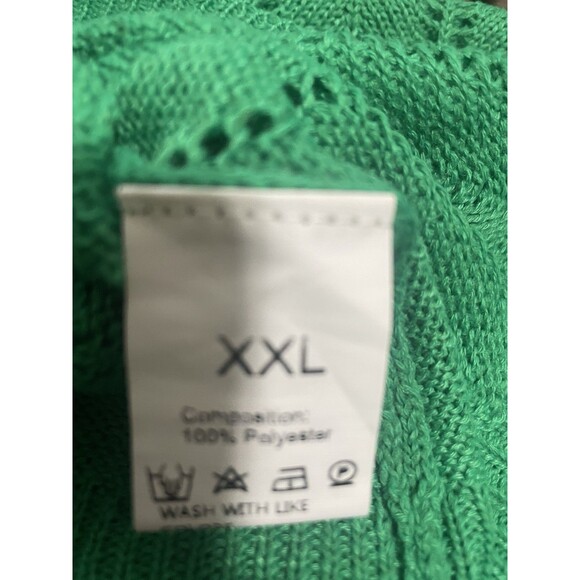 XXL
Composition:
100% Polyester
WASH WITH LIKE